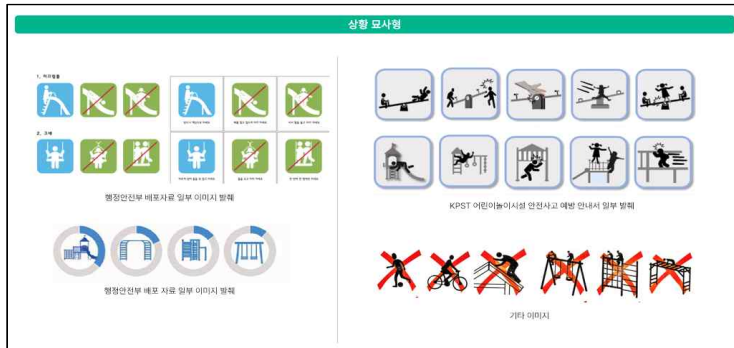 상황 묘사형
1. 미끄럼틀
2. 그네
행정안전부 배포자료 일부 이미지 발췌
행정안전부 배포 자료 일부 이미지 발췌
KPST 어린이놀이시설 안전사고 예방 안내서 일부 발췌
기타 이미지